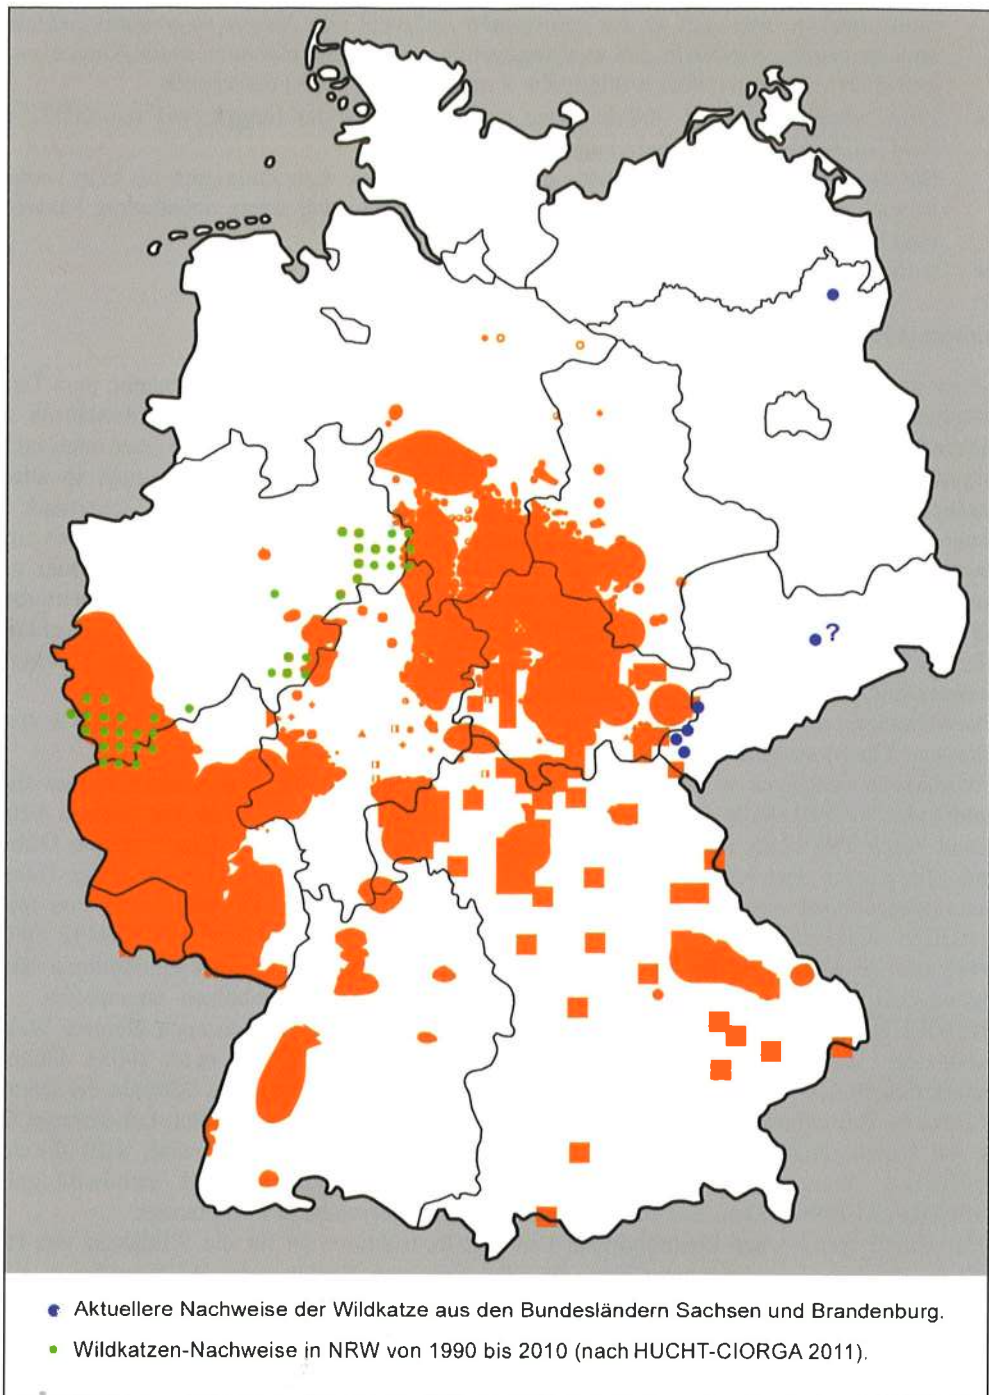 ?
Aktuellere Nachweise der Wildkatze aus den Bundesländern Sachsen und Brandenburg.
Wildkatzen-Nachweise in NRW von 1990 bis 2010 (nach HUCHT-CIORGA 2011).